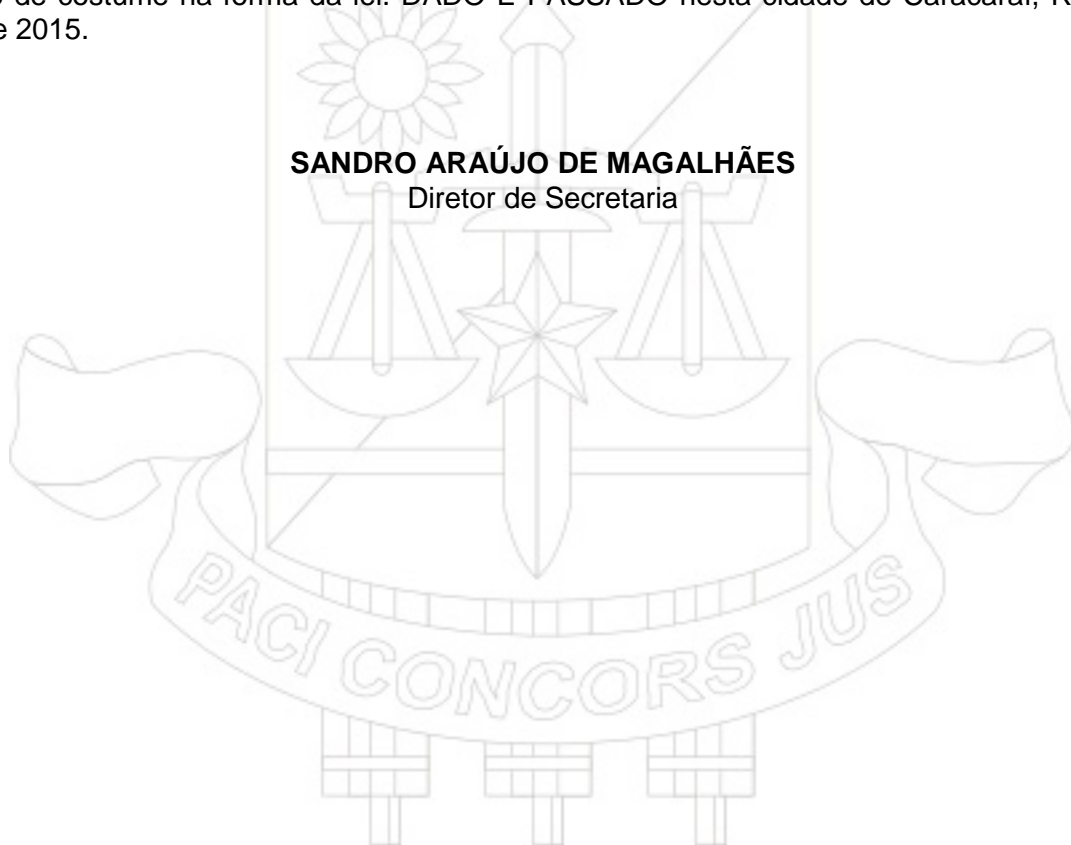 de costume na forma da lei. DADO E PASSADO nesta cidade de Caracaraí,
2015.
SANDRO ARAÚJO DE MAGALHÃES
Diretor de Secretaria
PACI CONCORS JUS